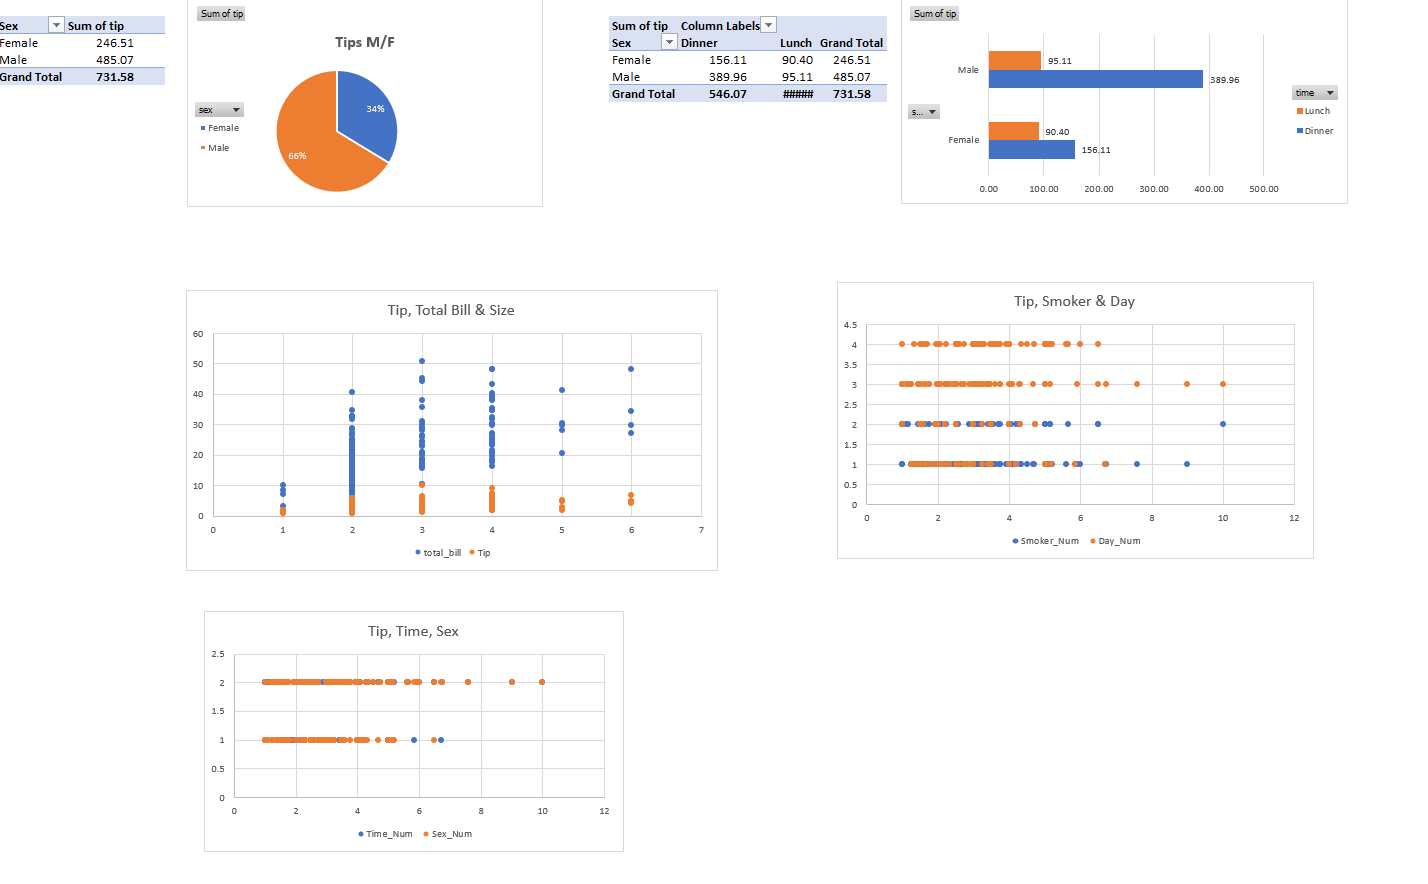 Sex Sum of tip
Female 246.51
Male 485.07
Grand Total 731.58
Sum of tip
Tips M/F
sex
Female
Male
34%
66%
Sum of tip Column Labels
Sex Dinner Lunch Grand Total
Female 156.11 90.40 246.51
Male 389.96 95.11 485.07
Grand Total 546.07 ##### 731.58
Sum of tip
Male
95.11
389.96
s...
Female
90.40
156.11
0.00 100.00 200.00 300.00 400.00 500.00
time
Lunch
Dinner
Tip, Total Bill & Size
60
50
40
30
20
10
0
0 1 2 3 4 5 6 7
total_bill Tip
Tip, Smoker & Day
4.5
4
3.5
3
2.5
2
1.5
1
0.5
0
0 2 4 6 8 10 12
Smoker_Num Day_Num
Tip, Time, Sex
2.5
2
1.5
1
0.5
0
0 2 4 6 8 10 12
Time_Num Sex_Num